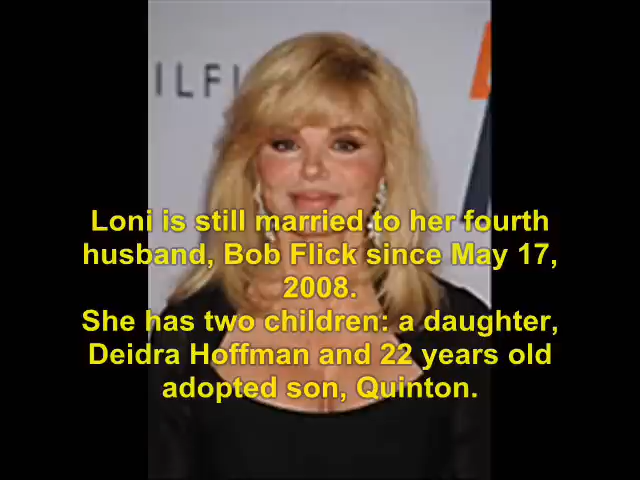 ILFI
Loni is still married to her fourth
husband, Bob Flick since May 17,
2008.
She has two children: a daughter,
Deidra Hoffman and 22 years old
adopted son, Quinton.